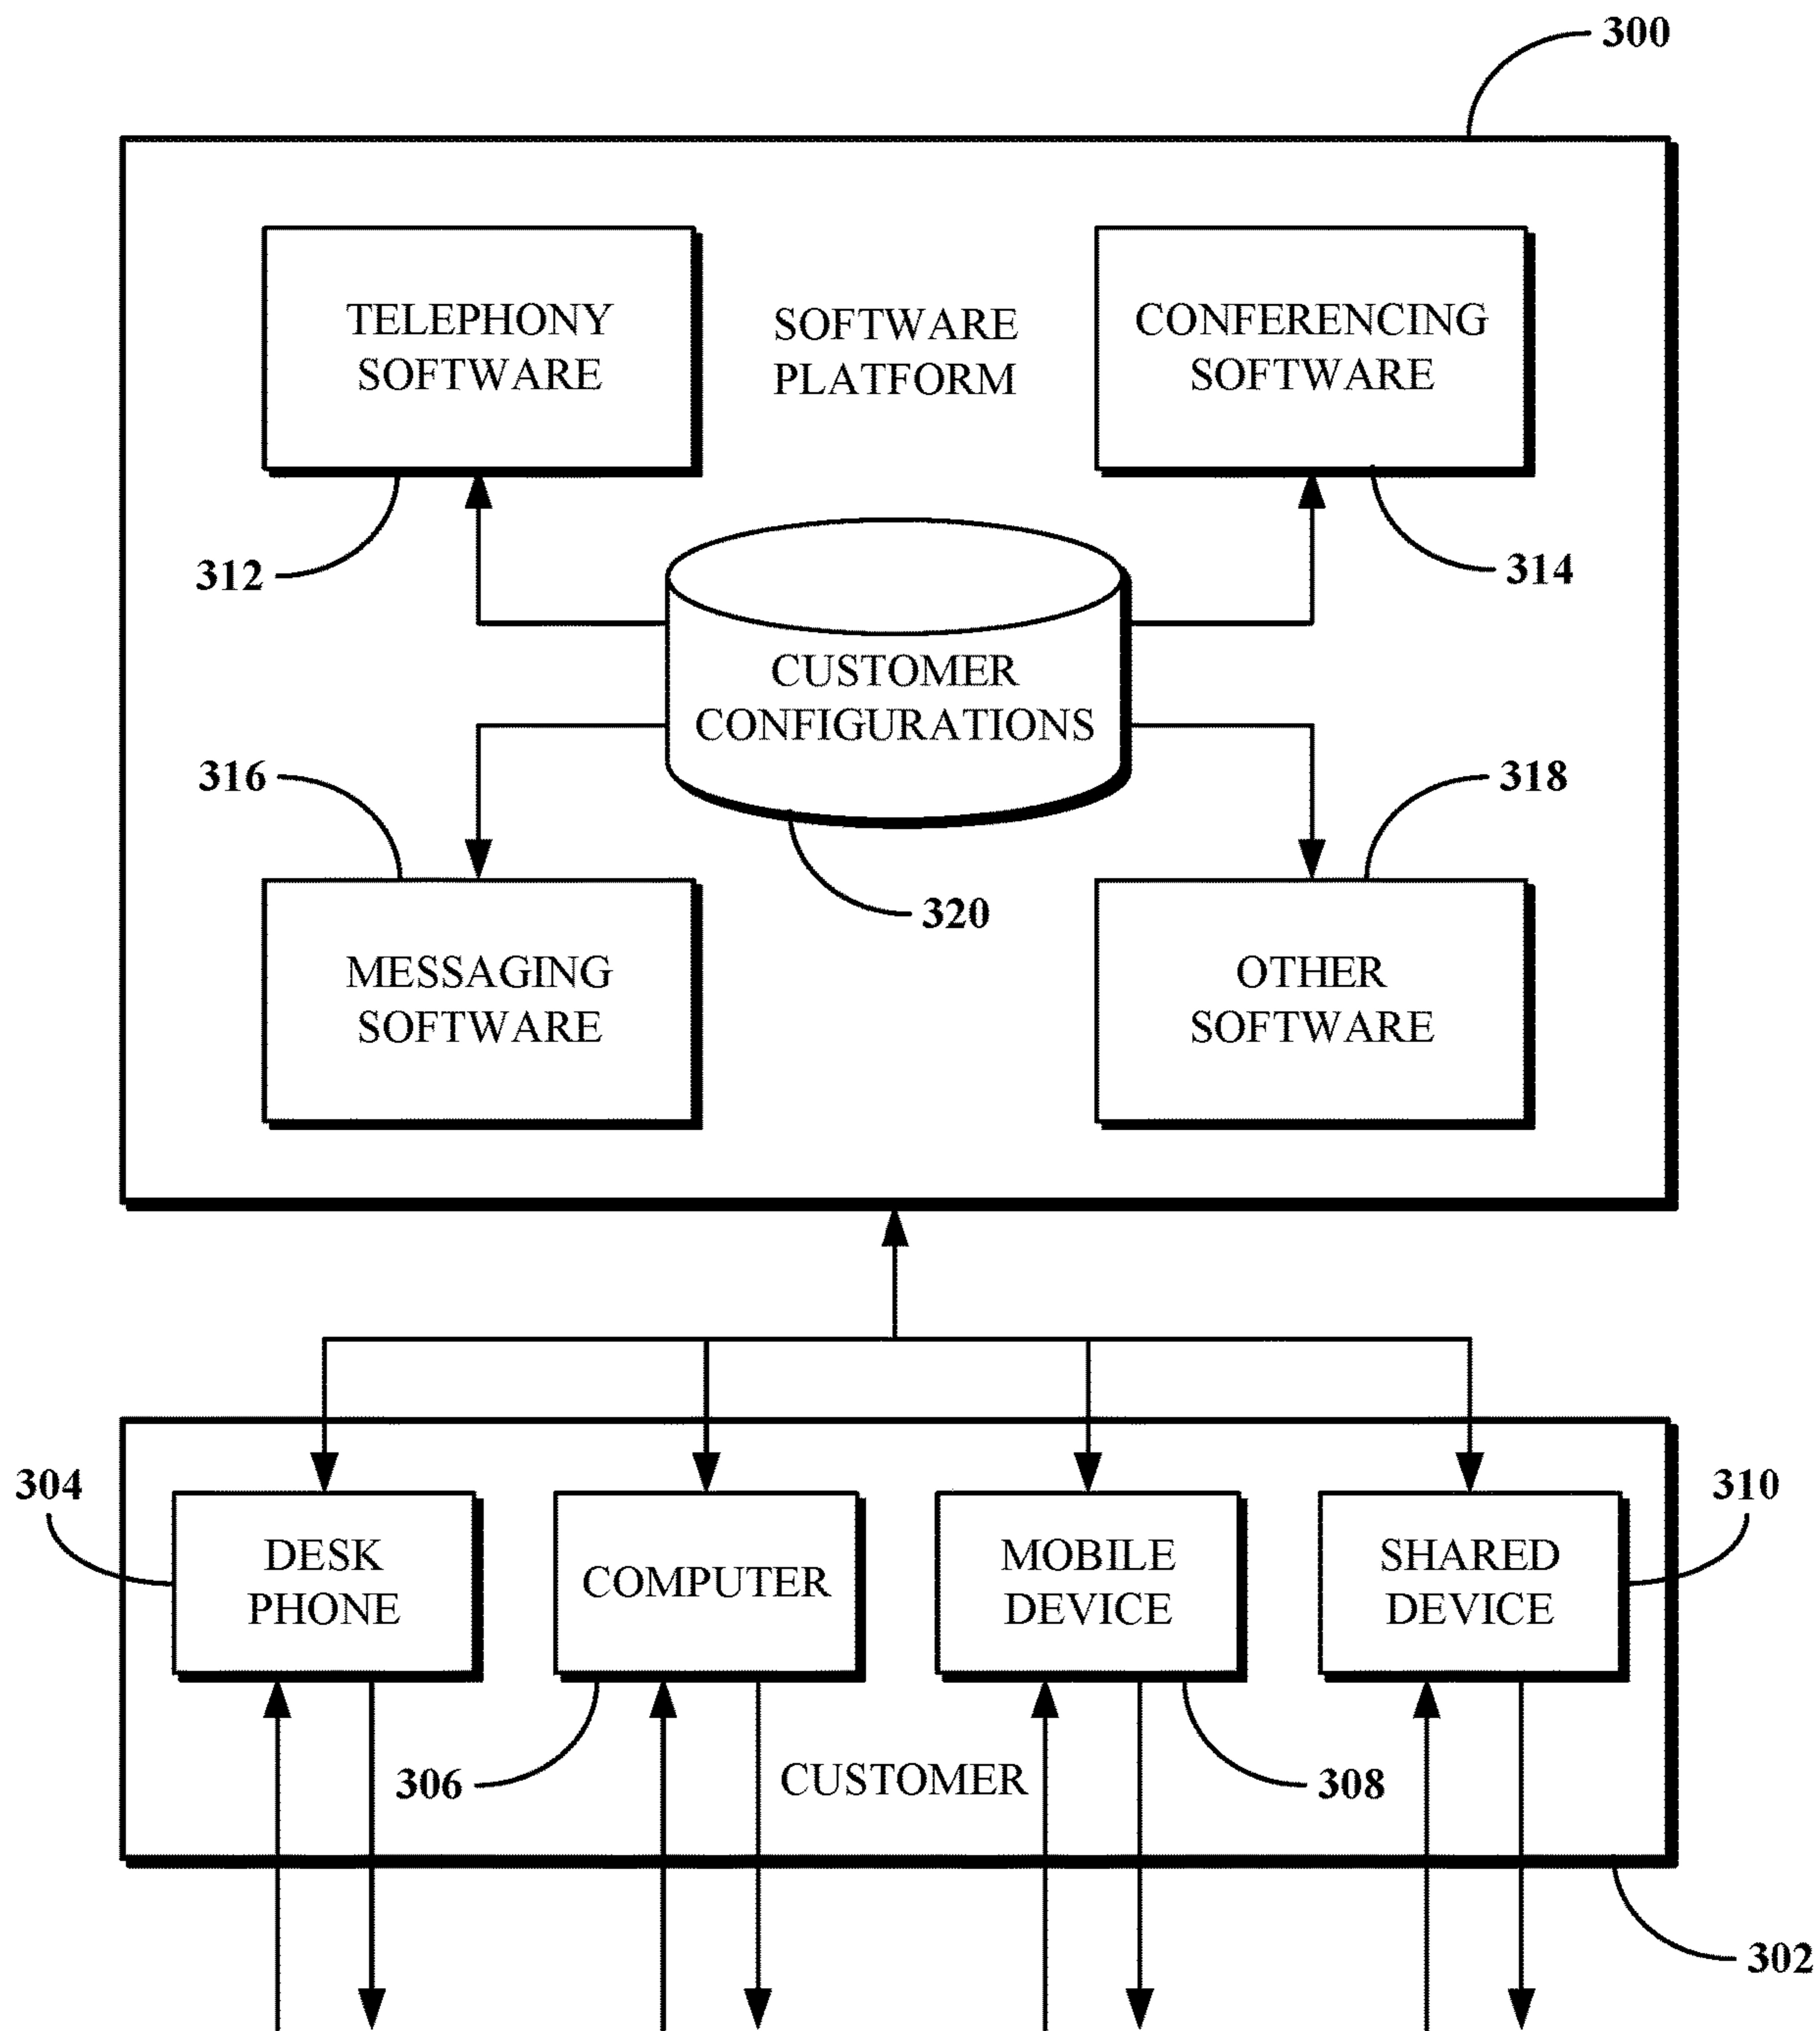 300
TELEPHONY
SOFTWARE
SOFTWARE
PLATFORM
CONFERENCING
SOFTWARE
312
314
CUSTOMER
CONFIGURATIONS
316
318
320
MESSAGING
SOFTWARE
OTHER
SOFTWARE
304
310
DESK
PHONE
COMPUTER
MOBILE
DEVICE
SHARED
DEVICE
306
CUSTOMER
308
302